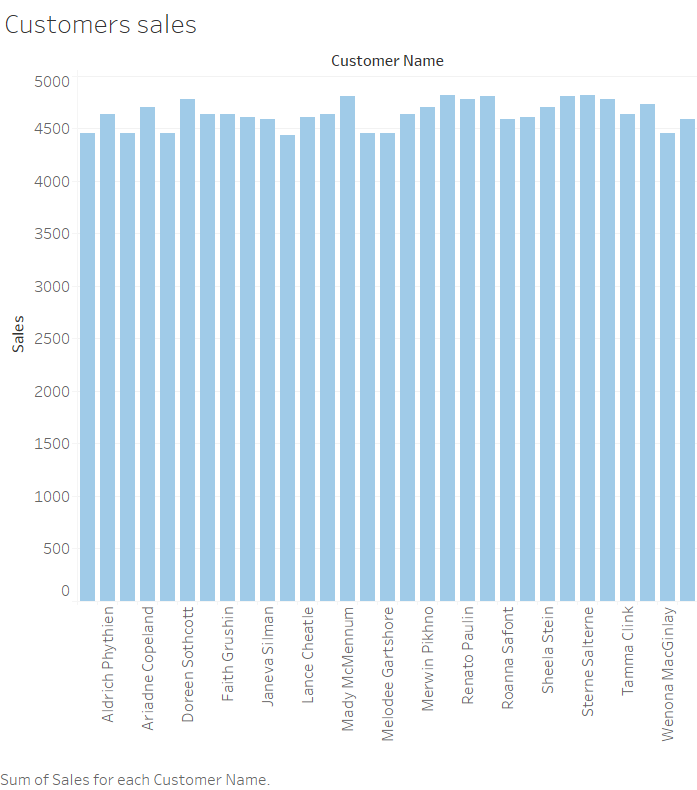 Customers sales
Customer Name
5000
4500
4000
3500
3000
2500
2000
1500
1000
500
0
Sales
Aldrich Phythien
Ariadne Copeland
Doreen Sothcott
Faith Grushin
Janeva Silman
Lance Cheatle
Mady McMennum
Melodee Gartshore
Merwin Pikhno
Renato Paulin
Roanna Safont
Sheela Stein
Sterne Salterne
Tamma Clink
Wenona MacGinlay
Sum of Sales for each Customer Name.